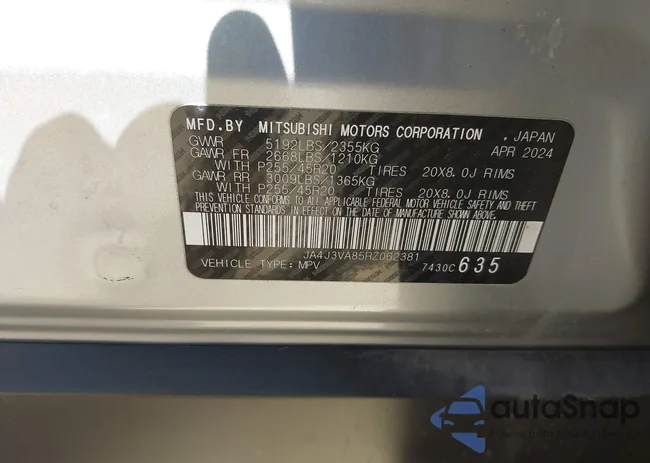 MFD.BY MITSUBISHI MOTORS CORPORATION , JAPAN
GVWR 5192LBS/2355KG APR 2024
GAWR FR 2668LBS/1210KG
WITH P255/45R20 TIRES 20X8.0J RIMS
GAWR RR 3009LBS/1365KG
WITH P255/45R20 TIRES 20X8.0J RIMS
THIS VEHICLE CONFORMS TO ALL APPLICABLE FEDERAL MOTOR VEHICLE SAFETY AND THEFT
PREVENTION STANDARDS IN EFFECT ON THE DATE OF MANUFACTURE SHOWN ABOVE.
JA4J3VA85RZ062381
VEHICLE TYPE: MPV 7430C 635
autoSnap